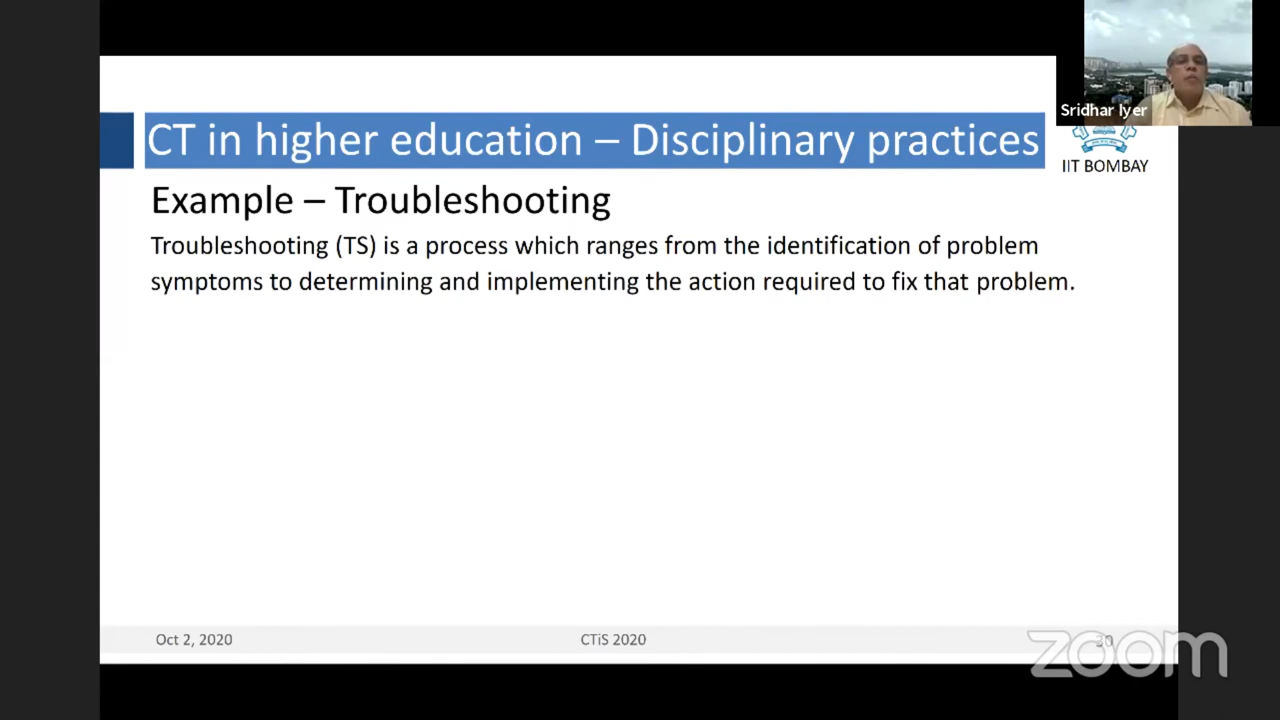 Sridhar Iyer
CT in higher education – Disciplinary practices
IIT BOMBAY
Example – Troubleshooting
Troubleshooting (TS) is a process which ranges from the identification of problem
symptoms to determining and implementing the action required to fix that problem.
Oct 2, 2020
CTiS 2020
30
zoom